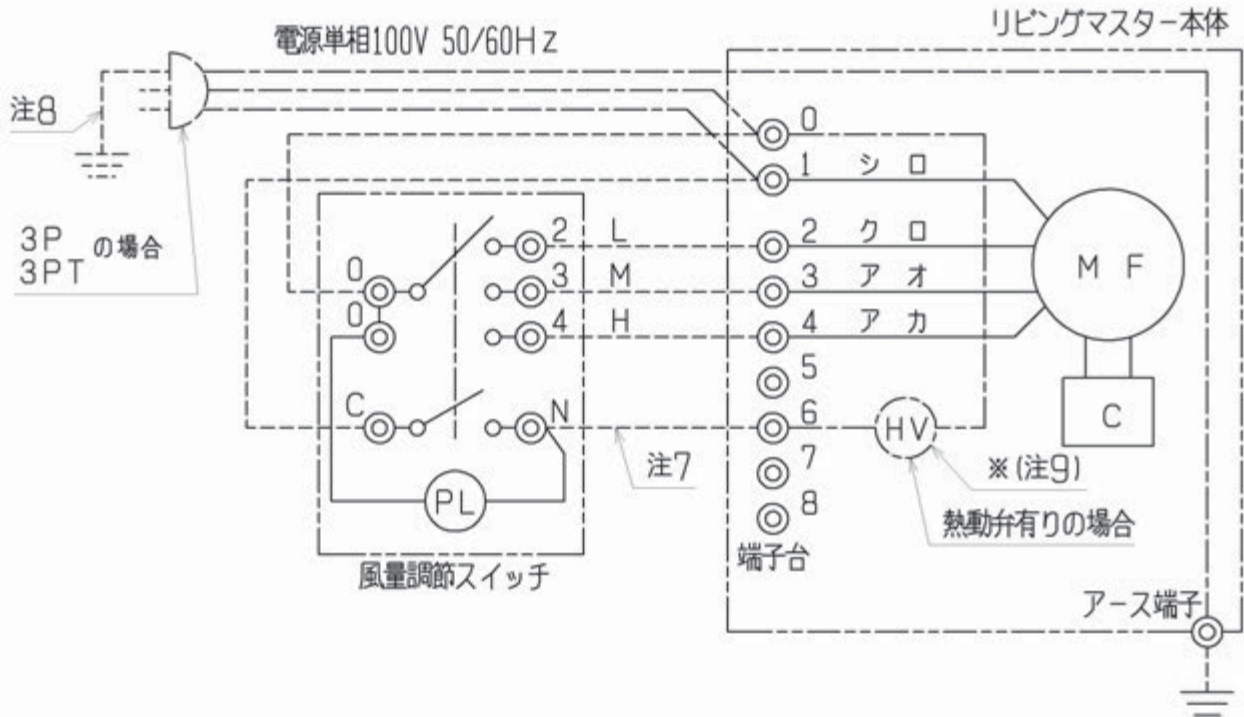 リビングマスター本体
電源単相100V 50/60Hz
注8
3P
3PT
の場合
0
1 シロ
2 クロ
3 アオ
4 アカ
5
6
7
8
端子台
MF
C
HV
※(注9)
熱動弁有りの場合
アース端子
0
0
C
2 L
3 M
4 H
N
注7
PL
風量調節スイッチ